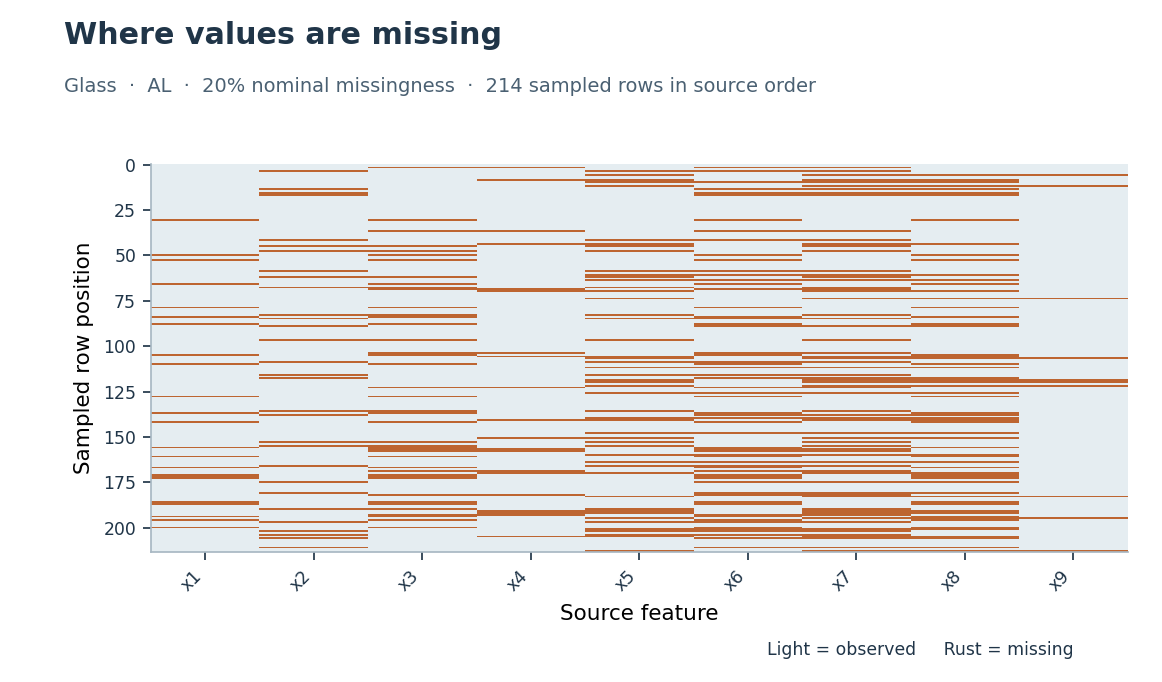 Where values are missing
Glass · AL · 20% nominal missingness · 214 sampled rows in source order
0
25
50
75
100
125
150
175
200
Sampled row position
x1 x2 x3 x4 x5 x6 x7 x8 x9
Source feature
Light = observed Rust = missing